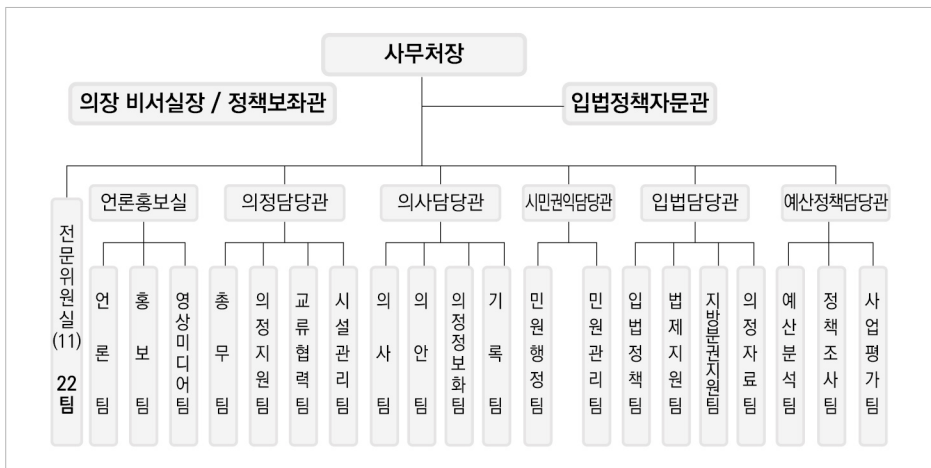 사무처장
의장 비서실장 / 정책보좌관
입법정책자문관
언론홍보실
의정담당관
의사담당관
시민권익담당관
입법담당관
예산정책담당관
전문위원실
(11)
22
팀
언론팀
홍보팀
영상미디어팀
총무팀
의정지원팀
교류협력팀
시설관리팀
의사팀
의안팀
의정정보화팀
기록팀
민원행정팀
민원관리팀
입법정책팀
법제지원팀
지방분권지원팀
의정자료팀
예산분석팀
정책조사팀
사업평가팀